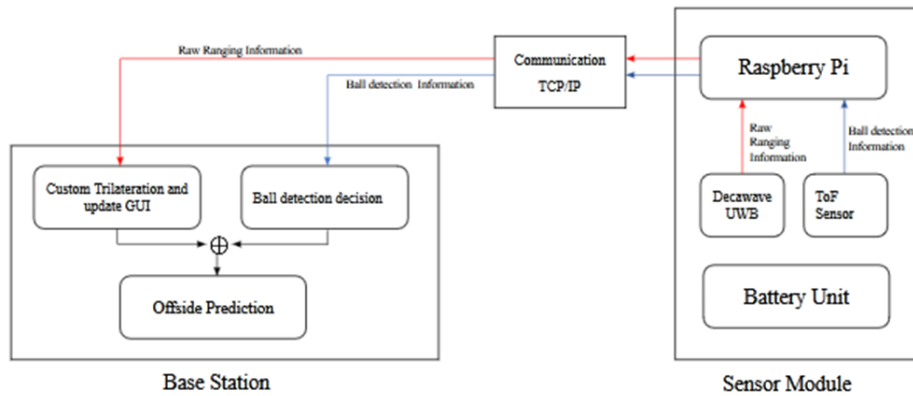 Raw Ranging Information
Ball detection Information
Communication
TCP/IP
Raspberry Pi
Raw
Ranging
Information
Ball detection
Information
Decawave
UWB
ToF
Sensor
Battery Unit
Sensor Module
Custom Trilateration and
update GUI
Ball detection decision
Offside Prediction
Base Station